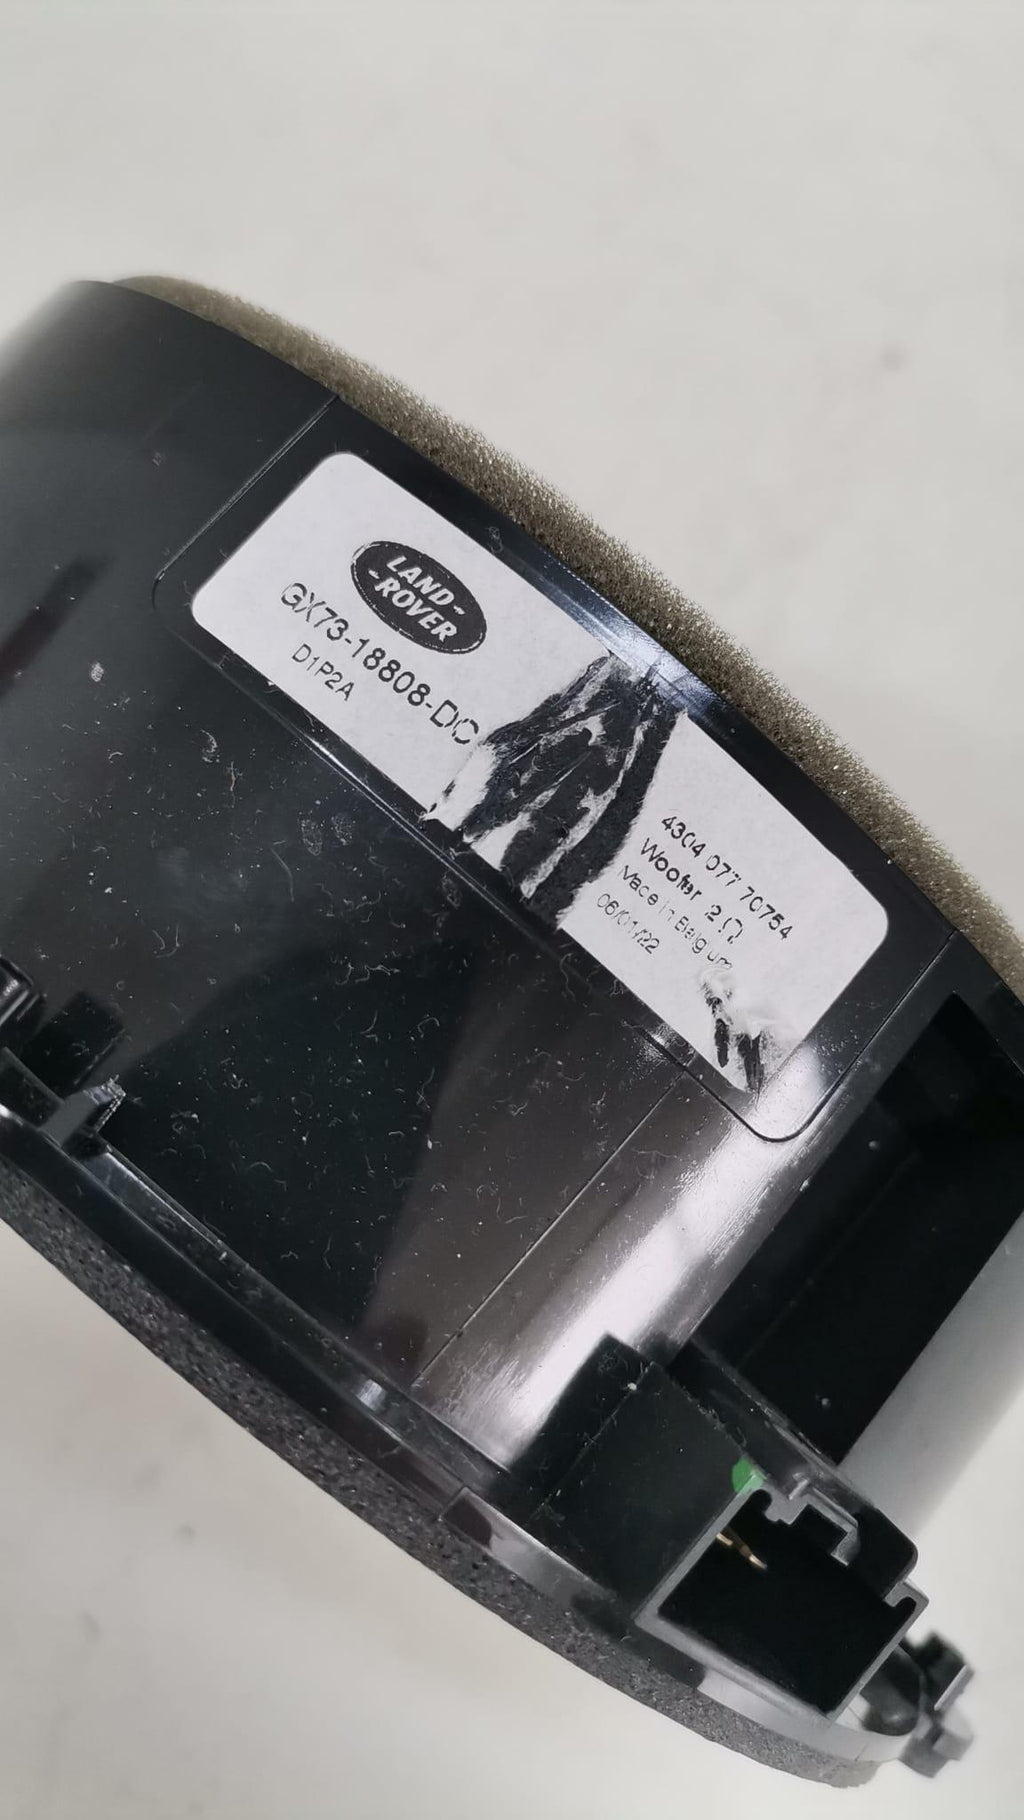 LAND-
-ROVER
GX73-18808-DC
D1P2A
4304 077 70754
Woofer 2 Ω
Made in Belgium
06/01/22